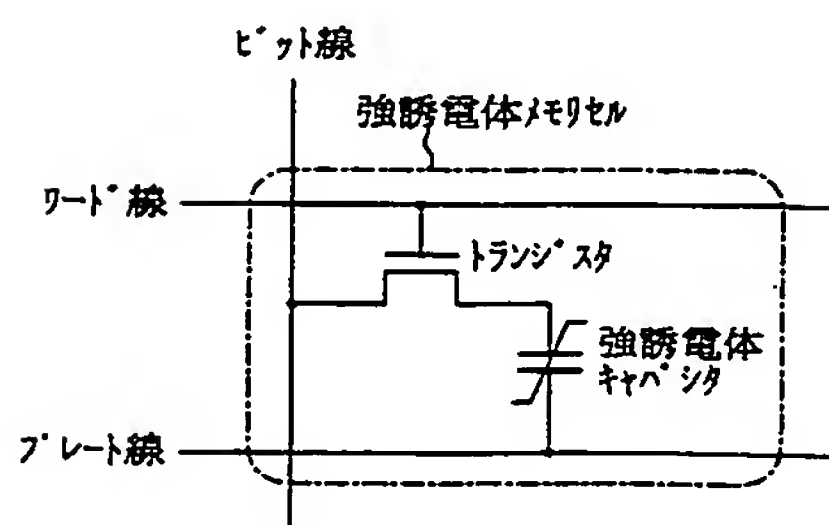 ビット線
強誘電体メモリセル
ワード線
トランジスタ
強誘電体
キャパシタ
プレート線